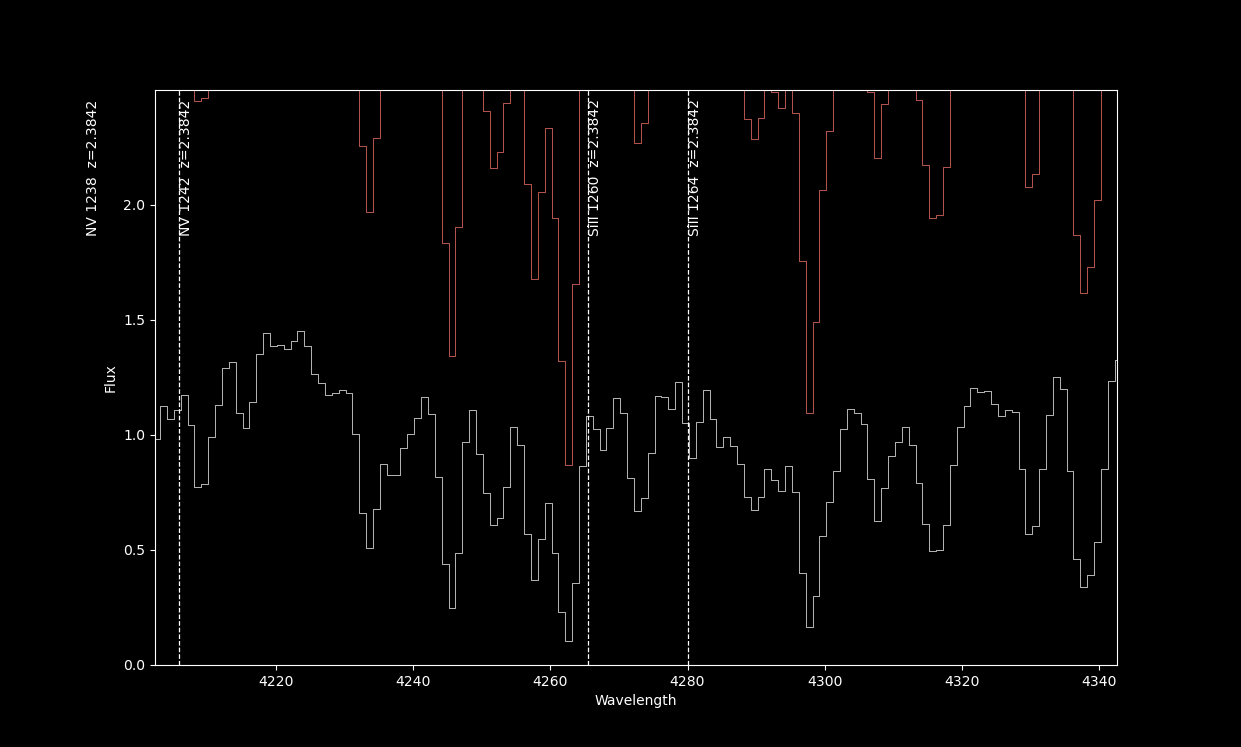 NV 1238 z=2.3842
NV 1242 z=2.3842
SiII 1260 z=2.3842
SiII 1264 z=2.3842
Flux
2.0
1.5
1.0
0.5
0.0
4220
4240
4260
4280
4300
4320
4340
Wavelength